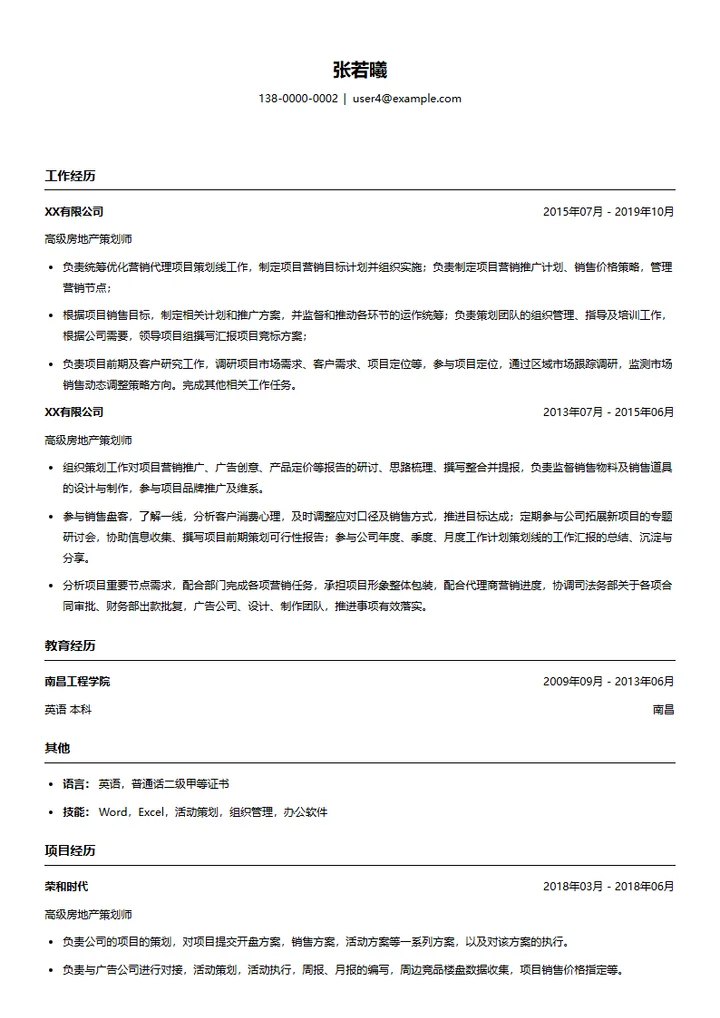 张若曦
138-0000-0002 | user4@example.com
工作经历
XX有限公司 2015年07月 - 2019年10月
高级房地产策划师
• 负责统筹优化营销代理项目策划线工作，制定项目营销目标计划并组织实施；负责制定项目营销推广计划、销售价格策略，管理
营销节点；
• 根据项目销售目标，制定相关计划和推广方案，并监督和推动各环节的运作统筹；负责策划团队的组织管理、指导及培训工作，
根据公司需要，领导项目组撰写汇报项目竞标方案；
• 负责项目前期及客户研究工作，调研项目市场需求、客户需求、项目定位等，参与项目定位，通过区域市场跟踪调研，监测市场
销售动态调整策略方向。完成其他相关工作任务。
XX有限公司 2013年07月 - 2015年06月
高级房地产策划师
• 组织策划工作对项目营销推广、广告创意、产品定价等报告的研讨、思路梳理、撰写整合并提报，负责监督销售物料及销售道具
的设计与制作，参与项目品牌推广及维系。
• 参与销售盘客，了解一线，分析客户消费心理，及时调整应对口径及销售方式，推进目标达成；定期参与公司拓展新项目的专题
研讨会，协助信息收集、撰写项目前期策划可行性报告；参与公司年度、季度、月度工作计划策划线的工作汇报的总结、沉淀与
分享。
• 分析项目重要节点需求，配合部门完成各项营销任务，承担项目形象整体包装，配合代理商营销进度，协调司法务部关于各项合
同审批、财务部出款批复，广告公司、设计、制作团队，推进事项有效落实。
教育经历
南昌工程学院 2009年09月 - 2013年06月
英语 本科 南昌
其他
• 语言： 英语，普通话二级甲等证书
• 技能： Word，Excel，活动策划，组织管理，办公软件
项目经历
荣和时代 2018年03月 - 2018年06月
高级房地产策划师
• 负责公司的项目的策划，对项目提交开盘方案，销售方案，活动方案等一系列方案，以及对该方案的执行。
• 负责与广告公司进行对接，活动策划，活动执行，周报、月报的编写，周边竞品楼盘数据收集，项目销售价格指定等。